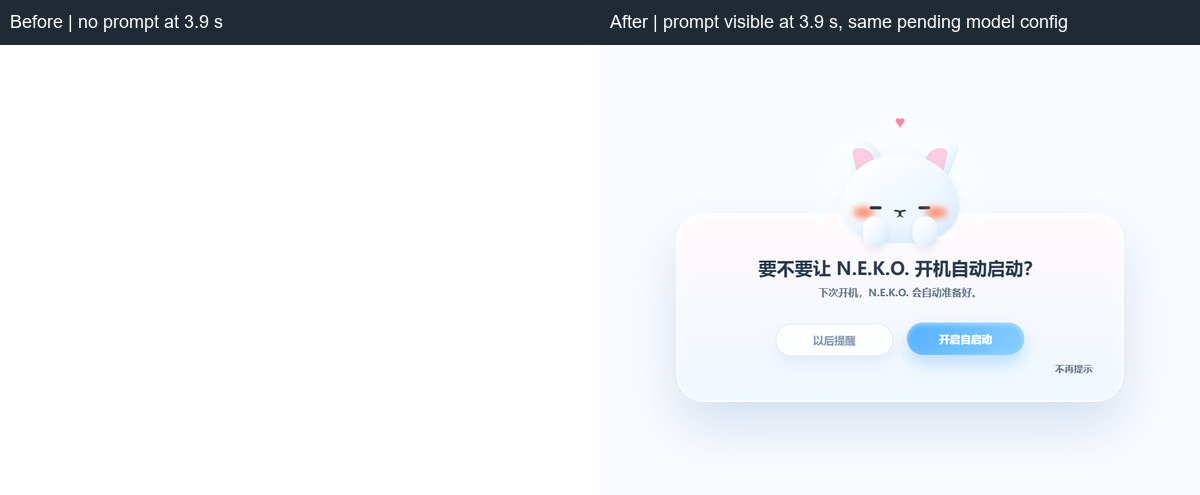 Before | no prompt at 3.9 s
After | prompt visible at 3.9 s, same pending model config
要不要让 N.E.K.O. 开机自动启动？
下次开机，N.E.K.O. 会自动准备好。
以后提醒
开启自启动
不再提示